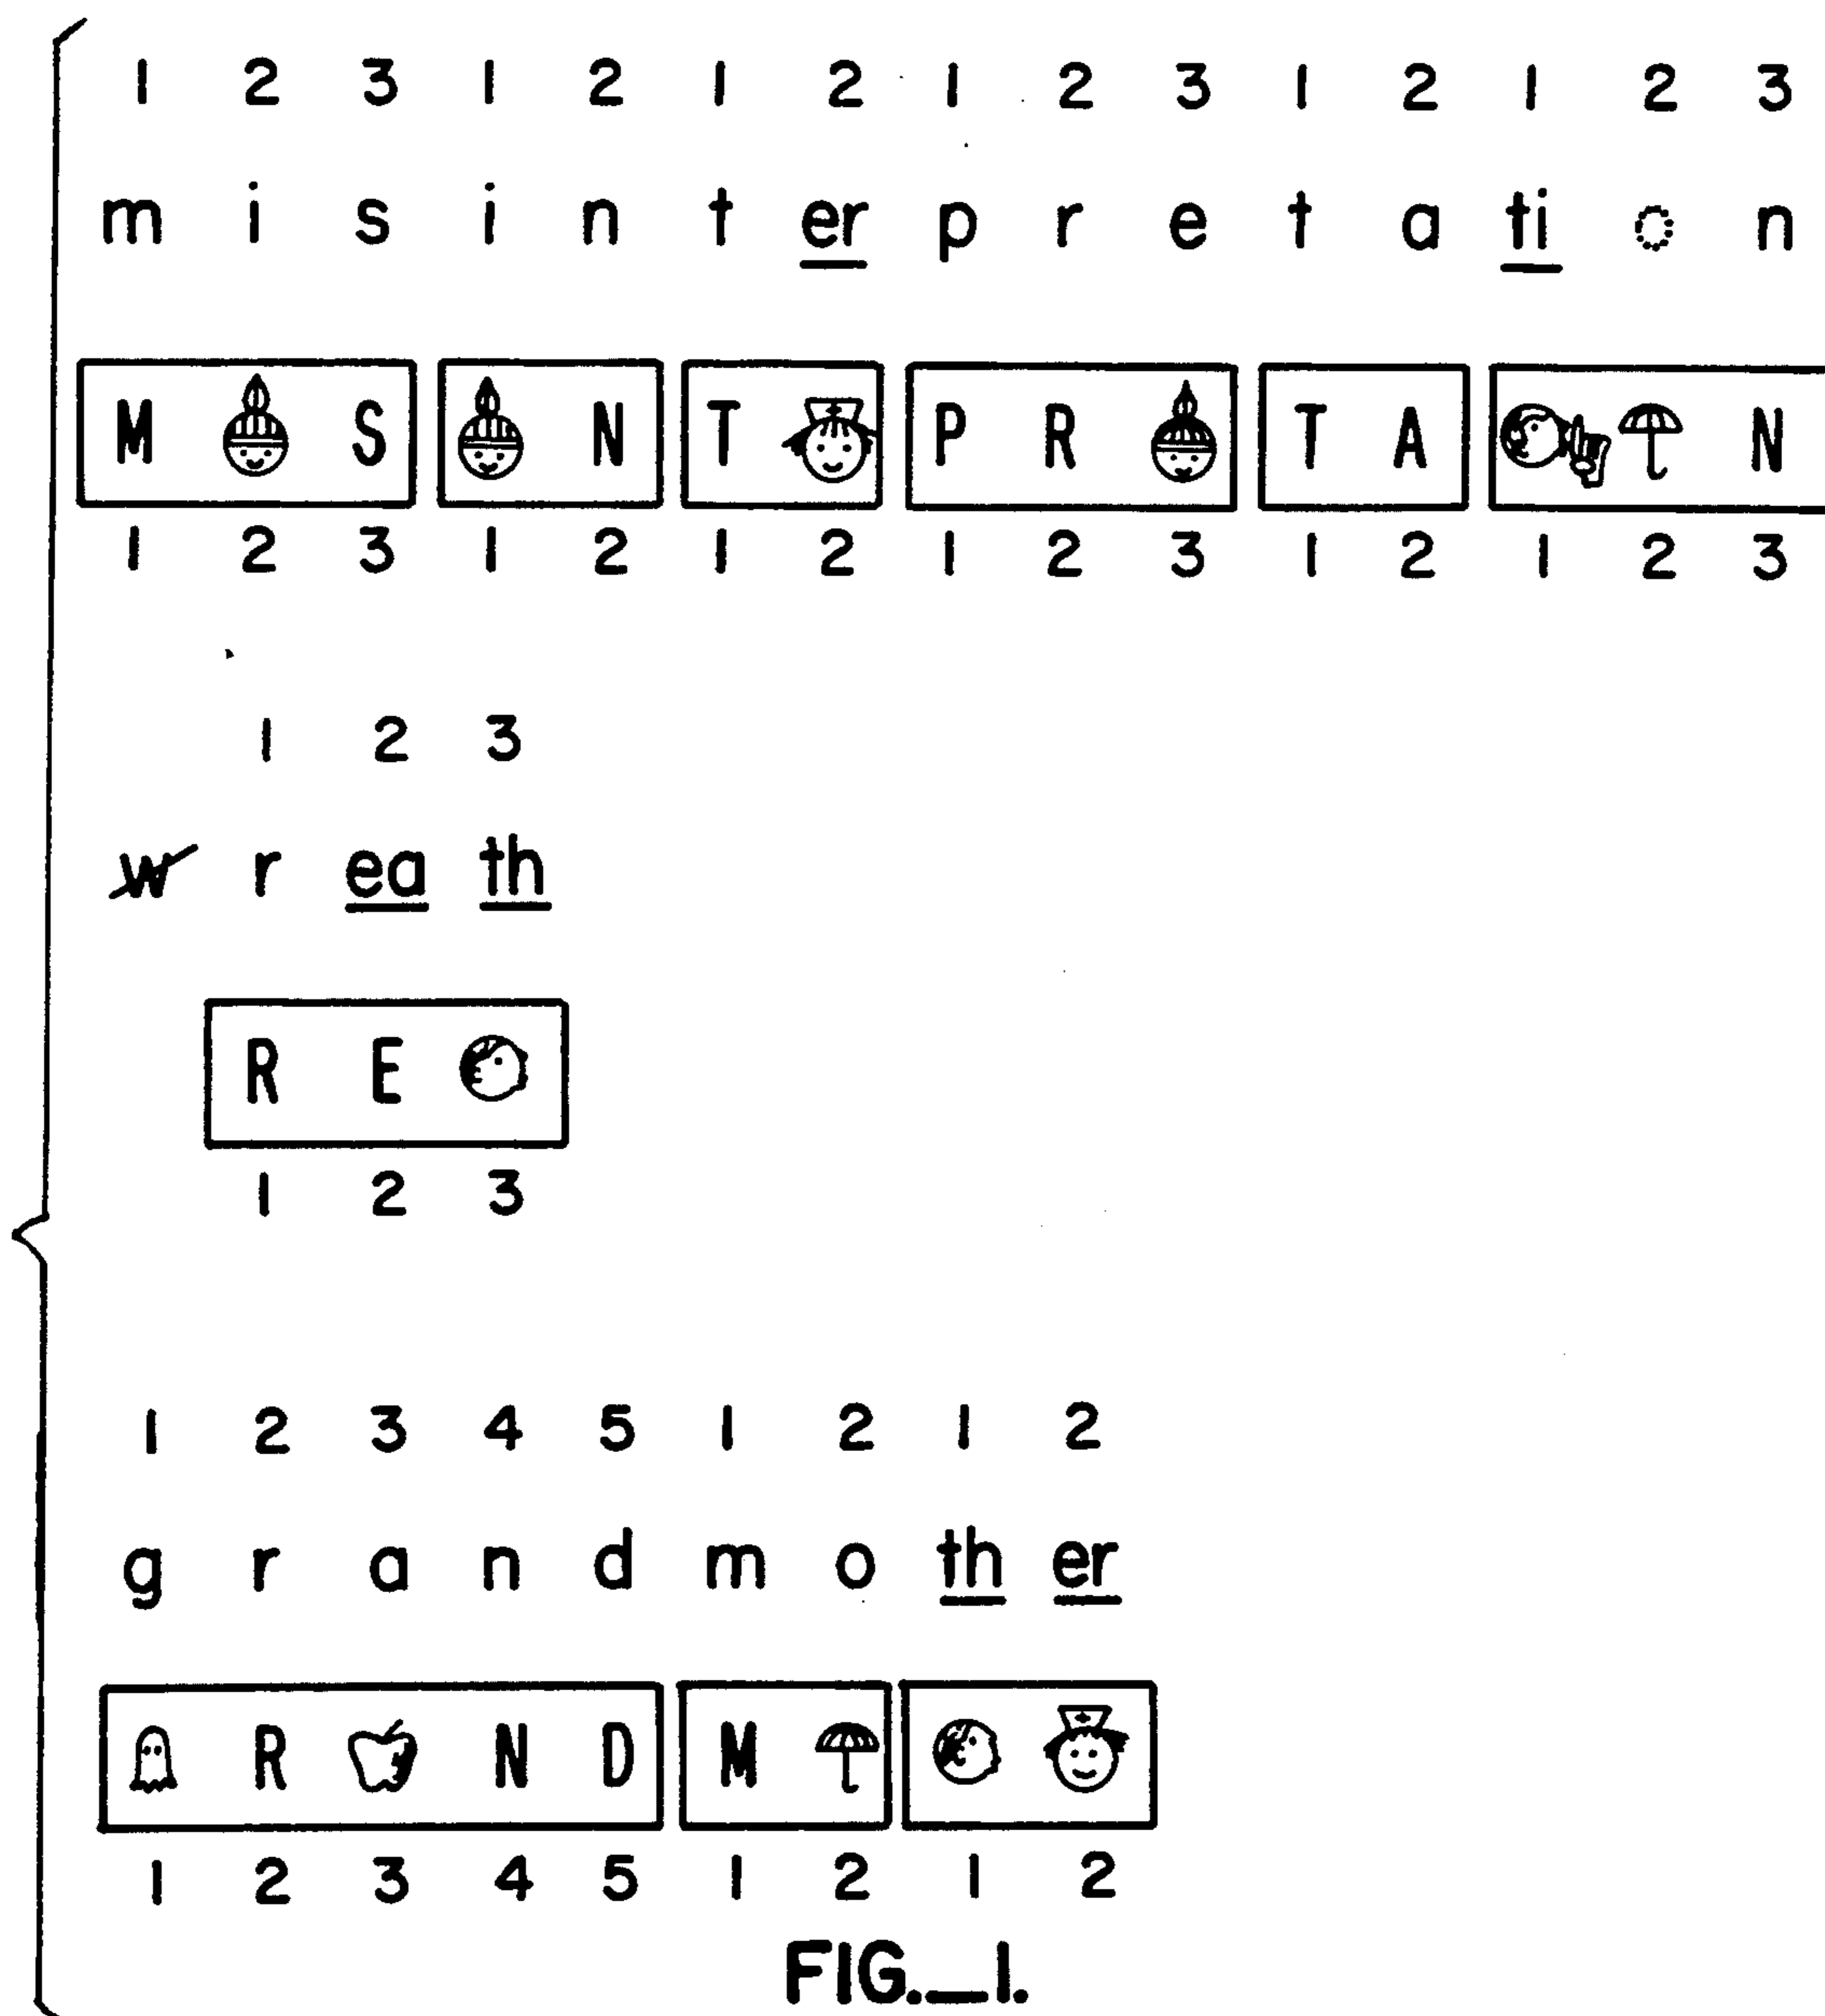 1 2 3 1 2 1 2 1 2 3 1 2 1 2 3
m i s i n t er p r e t a ti o n
M S N T P R T A N
1 2 3 1 2 1 2 1 2 3 1 2 1 2 3
1 2 3
w r ea th
R E
1 2 3
1 2 3 4 5 1 2 1 2
g r a n d m o th er
R N D M
1 2 3 4 5 1 2 1 2
FIG._1.